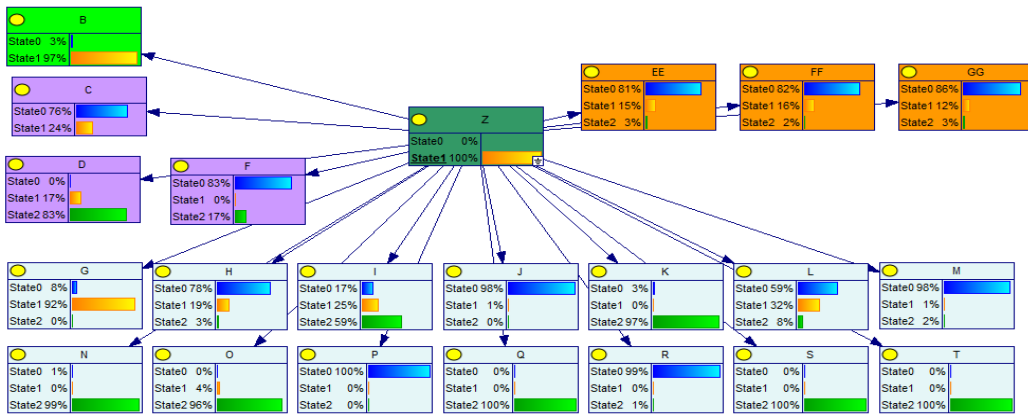 B
State0 3%
State1 97%
C
State0 76%
State1 24%
D
State0 0%
State1 17%
State2 83%
F
State0 83%
State1 0%
State2 17%
Z
State0 0%
State1 100%
EE
State0 81%
State1 15%
State2 3%
FF
State0 82%
State1 16%
State2 2%
GG
State0 86%
State1 12%
State2 3%
G
State0 8%
State1 92%
State2 0%
H
State0 78%
State1 19%
State2 3%
I
State0 17%
State1 25%
State2 59%
J
State0 98%
State1 1%
State2 0%
K
State0 3%
State1 0%
State2 97%
L
State0 59%
State1 32%
State2 8%
M
State0 98%
State1 1%
State2 2%
N
State0 1%
State1 0%
State2 99%
O
State0 0%
State1 4%
State2 96%
P
State0 100%
State1 0%
State2 0%
Q
State0 0%
State1 0%
State2 100%
R
State0 99%
State1 0%
State2 1%
S
State0 0%
State1 0%
State2 100%
T
State0 0%
State1 0%
State2 100%